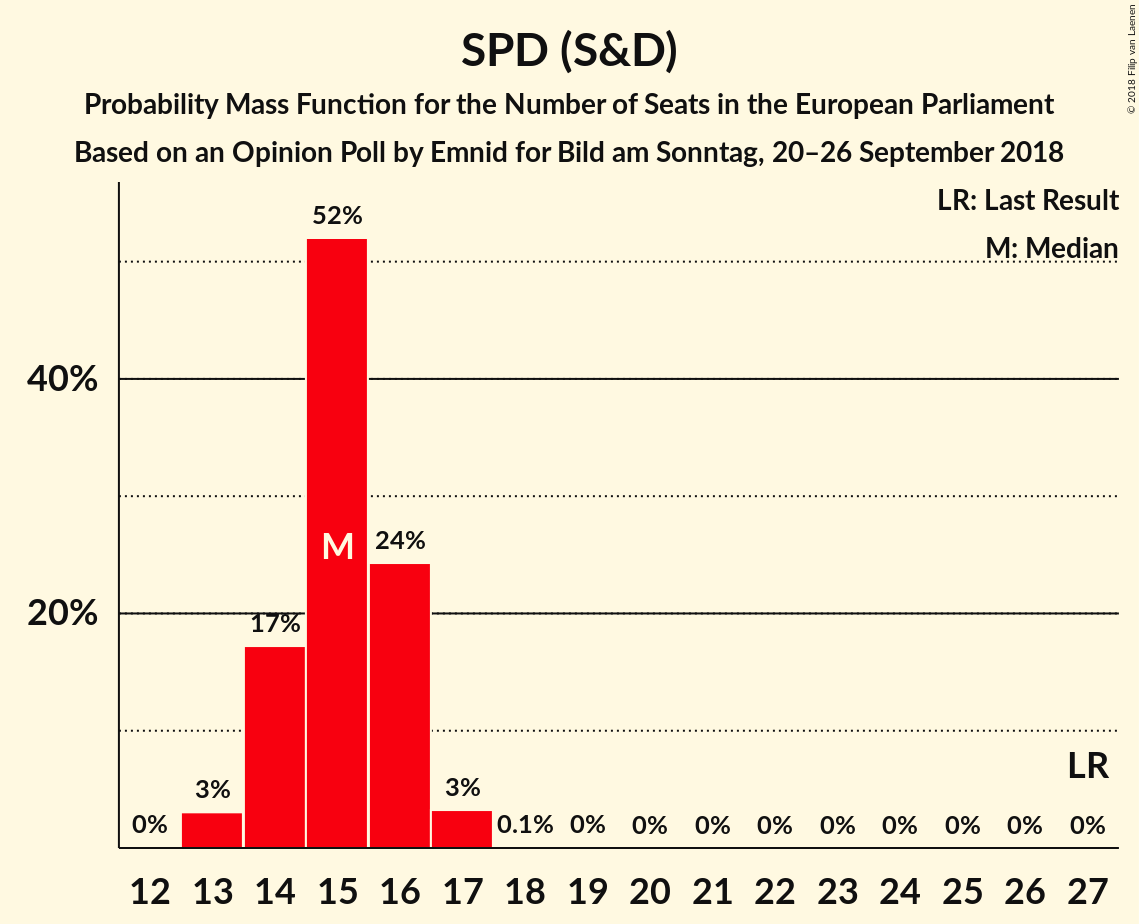 SPD (S&D)
Probability Mass Function for the Number of Seats in the European Parliament
Based on an Opinion Poll by Emnid for Bild am Sonntag, 20–26 September 2018
© 2018 Filip van Laenen
LR: Last Result
M: Median
52%
40%
M
24%
20%
17%
LR
3%
3%
0%
0.1%
0%
0%
0%
0%
0%
0%
0%
0%
0%
12 13 14 15 16 17 18 19 20 21 22 23 24 25 26 27